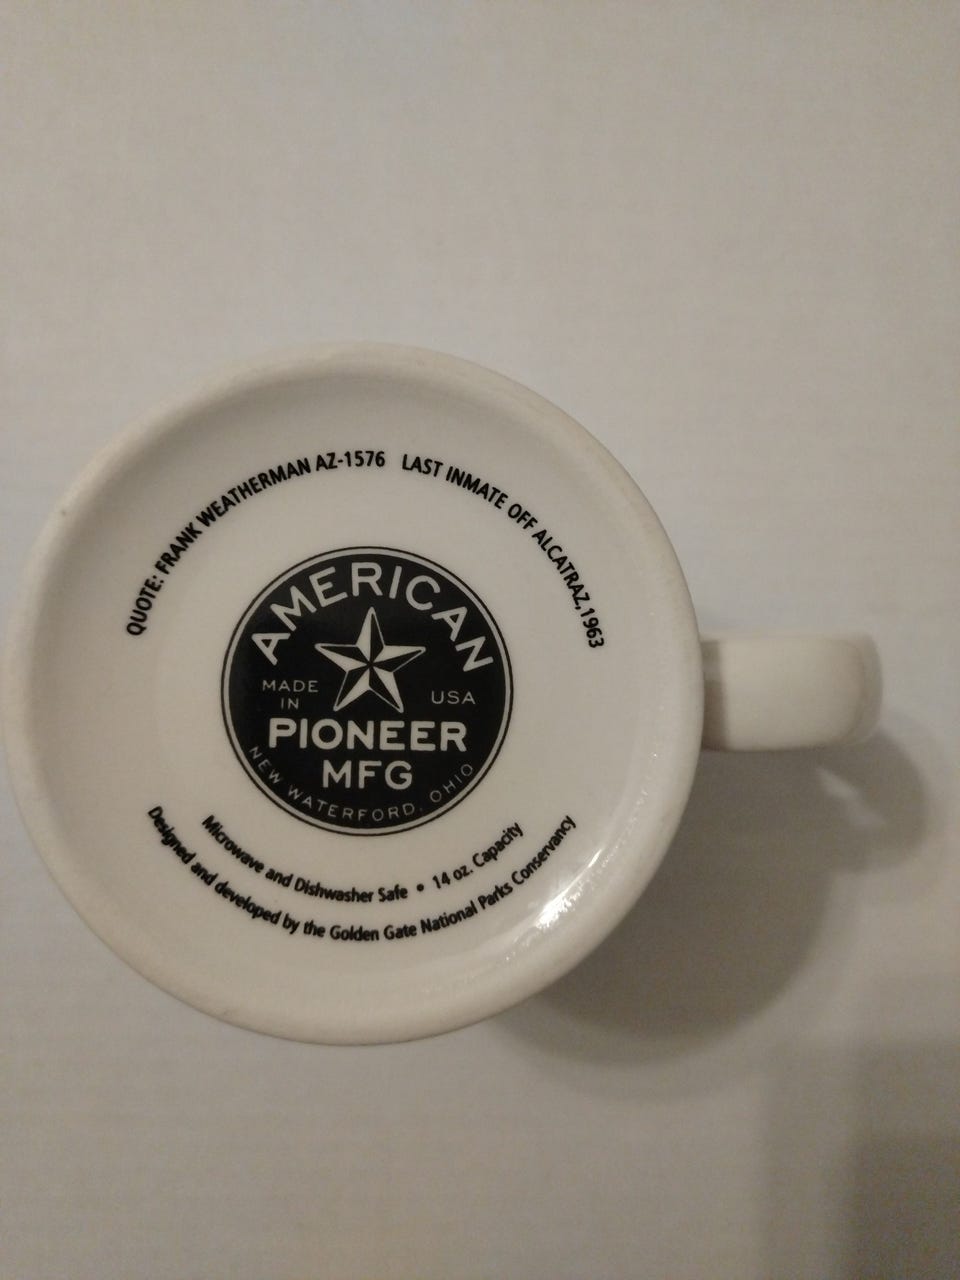 QUOTE: FRANK WEATHERMAN AZ-1576 LAST INMATE OFF ALCATRAZ, 1963
AMERICAN
MADE IN USA
PIONEER
MFG
NEW WATERFORD, OHIO
Microwave and Dishwasher Safe • 14 oz. Capacity
Designed and developed by the Golden Gate National Parks Conservancy